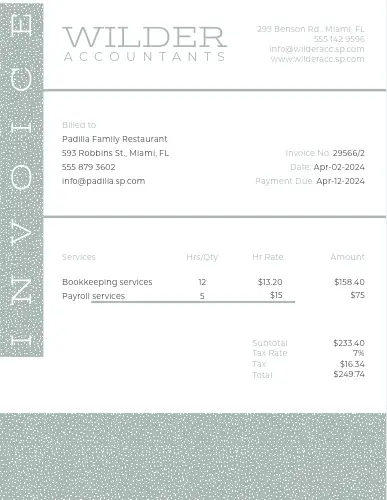 INVOICE
WILDER
ACCOUNTANTS
299 Benson Rd., Miami, FL
555 142 9596
info@wilderacc.sp.com
www.wilderacc.sp.com
Billed to
Padilla Family Restaurant
593 Robbins St., Miami, FL
555 879 3602
info@padilla.sp.com
Invoice No. 29566/2
Date: Apr-02-2024
Payment Due. Apr-12-2024
Services Hrs/Qty Hr Rate Amount
Bookkeeping services 12 $13.20 $158.40
Payroll services 5 $15 $75
Subtotal $233.40
Tax Rate 7%
Tax $16.34
Total $249.74